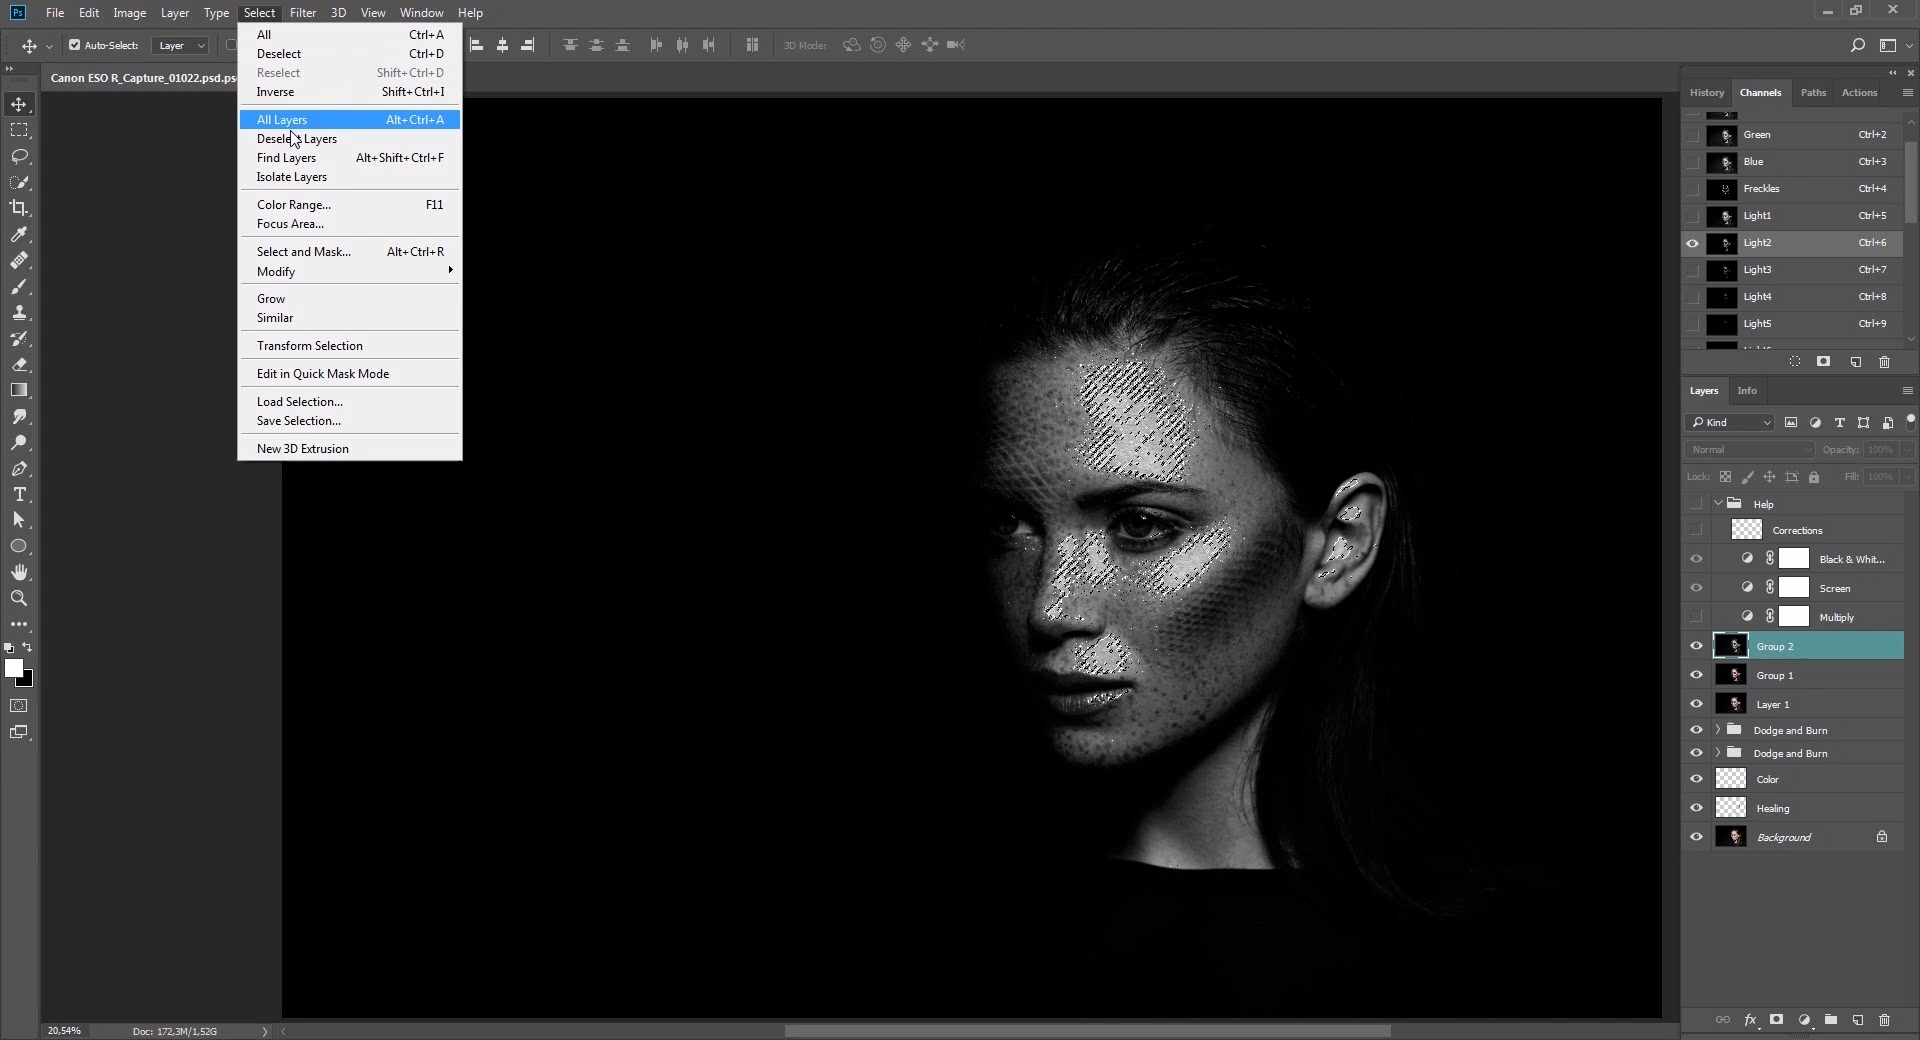 Ps File Edit Image Layer Type Select Filter 3D View Window Help
Auto-Select: Layer 3D Mode:
Canon ESO R_Capture_01022.psd.ps
All Ctrl+A
Deselect Ctrl+D
Reselect Shift+Ctrl+D
Inverse Shift+Ctrl+I
All Layers Alt+Ctrl+A
Deselect Layers
Find Layers Alt+Shift+Ctrl+F
Isolate Layers
Color Range... F11
Focus Area...
Select and Mask... Alt+Ctrl+R
Modify
Grow
Similar
Transform Selection
Edit in Quick Mask Mode
Load Selection...
Save Selection...
New 3D Extrusion
History Channels Paths Actions
Green Ctrl+2
Blue Ctrl+3
Freckles Ctrl+4
Light1 Ctrl+5
Light2 Ctrl+6
Light3 Ctrl+7
Light4 Ctrl+8
Light5 Ctrl+9
Layers Info
Kind
Normal Opacity: 100%
Lock: Fill: 100%
Help
Corrections
Black & Whit...
Screen
Multiply
Group 2
Group 1
Layer 1
Dodge and Burn
Dodge and Burn
Color
Healing
Background
fx
20,54% Doc: 172,3M/1,52G